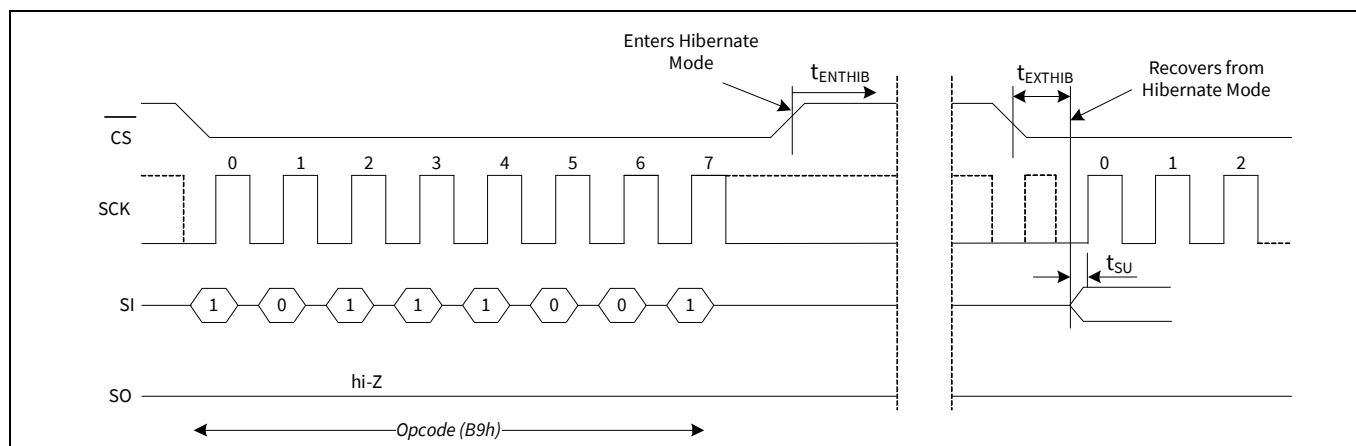 Enters Hibernate
Mode
tENTHIB
tEXTHIB
Recovers from
Hibernate Mode
CS
0 1 2 3 4 5 6 7 0 1 2
SCK
tSU
SI 1 0 1 1 1 0 0 1
hi-Z
SO
Opcode (B9h)